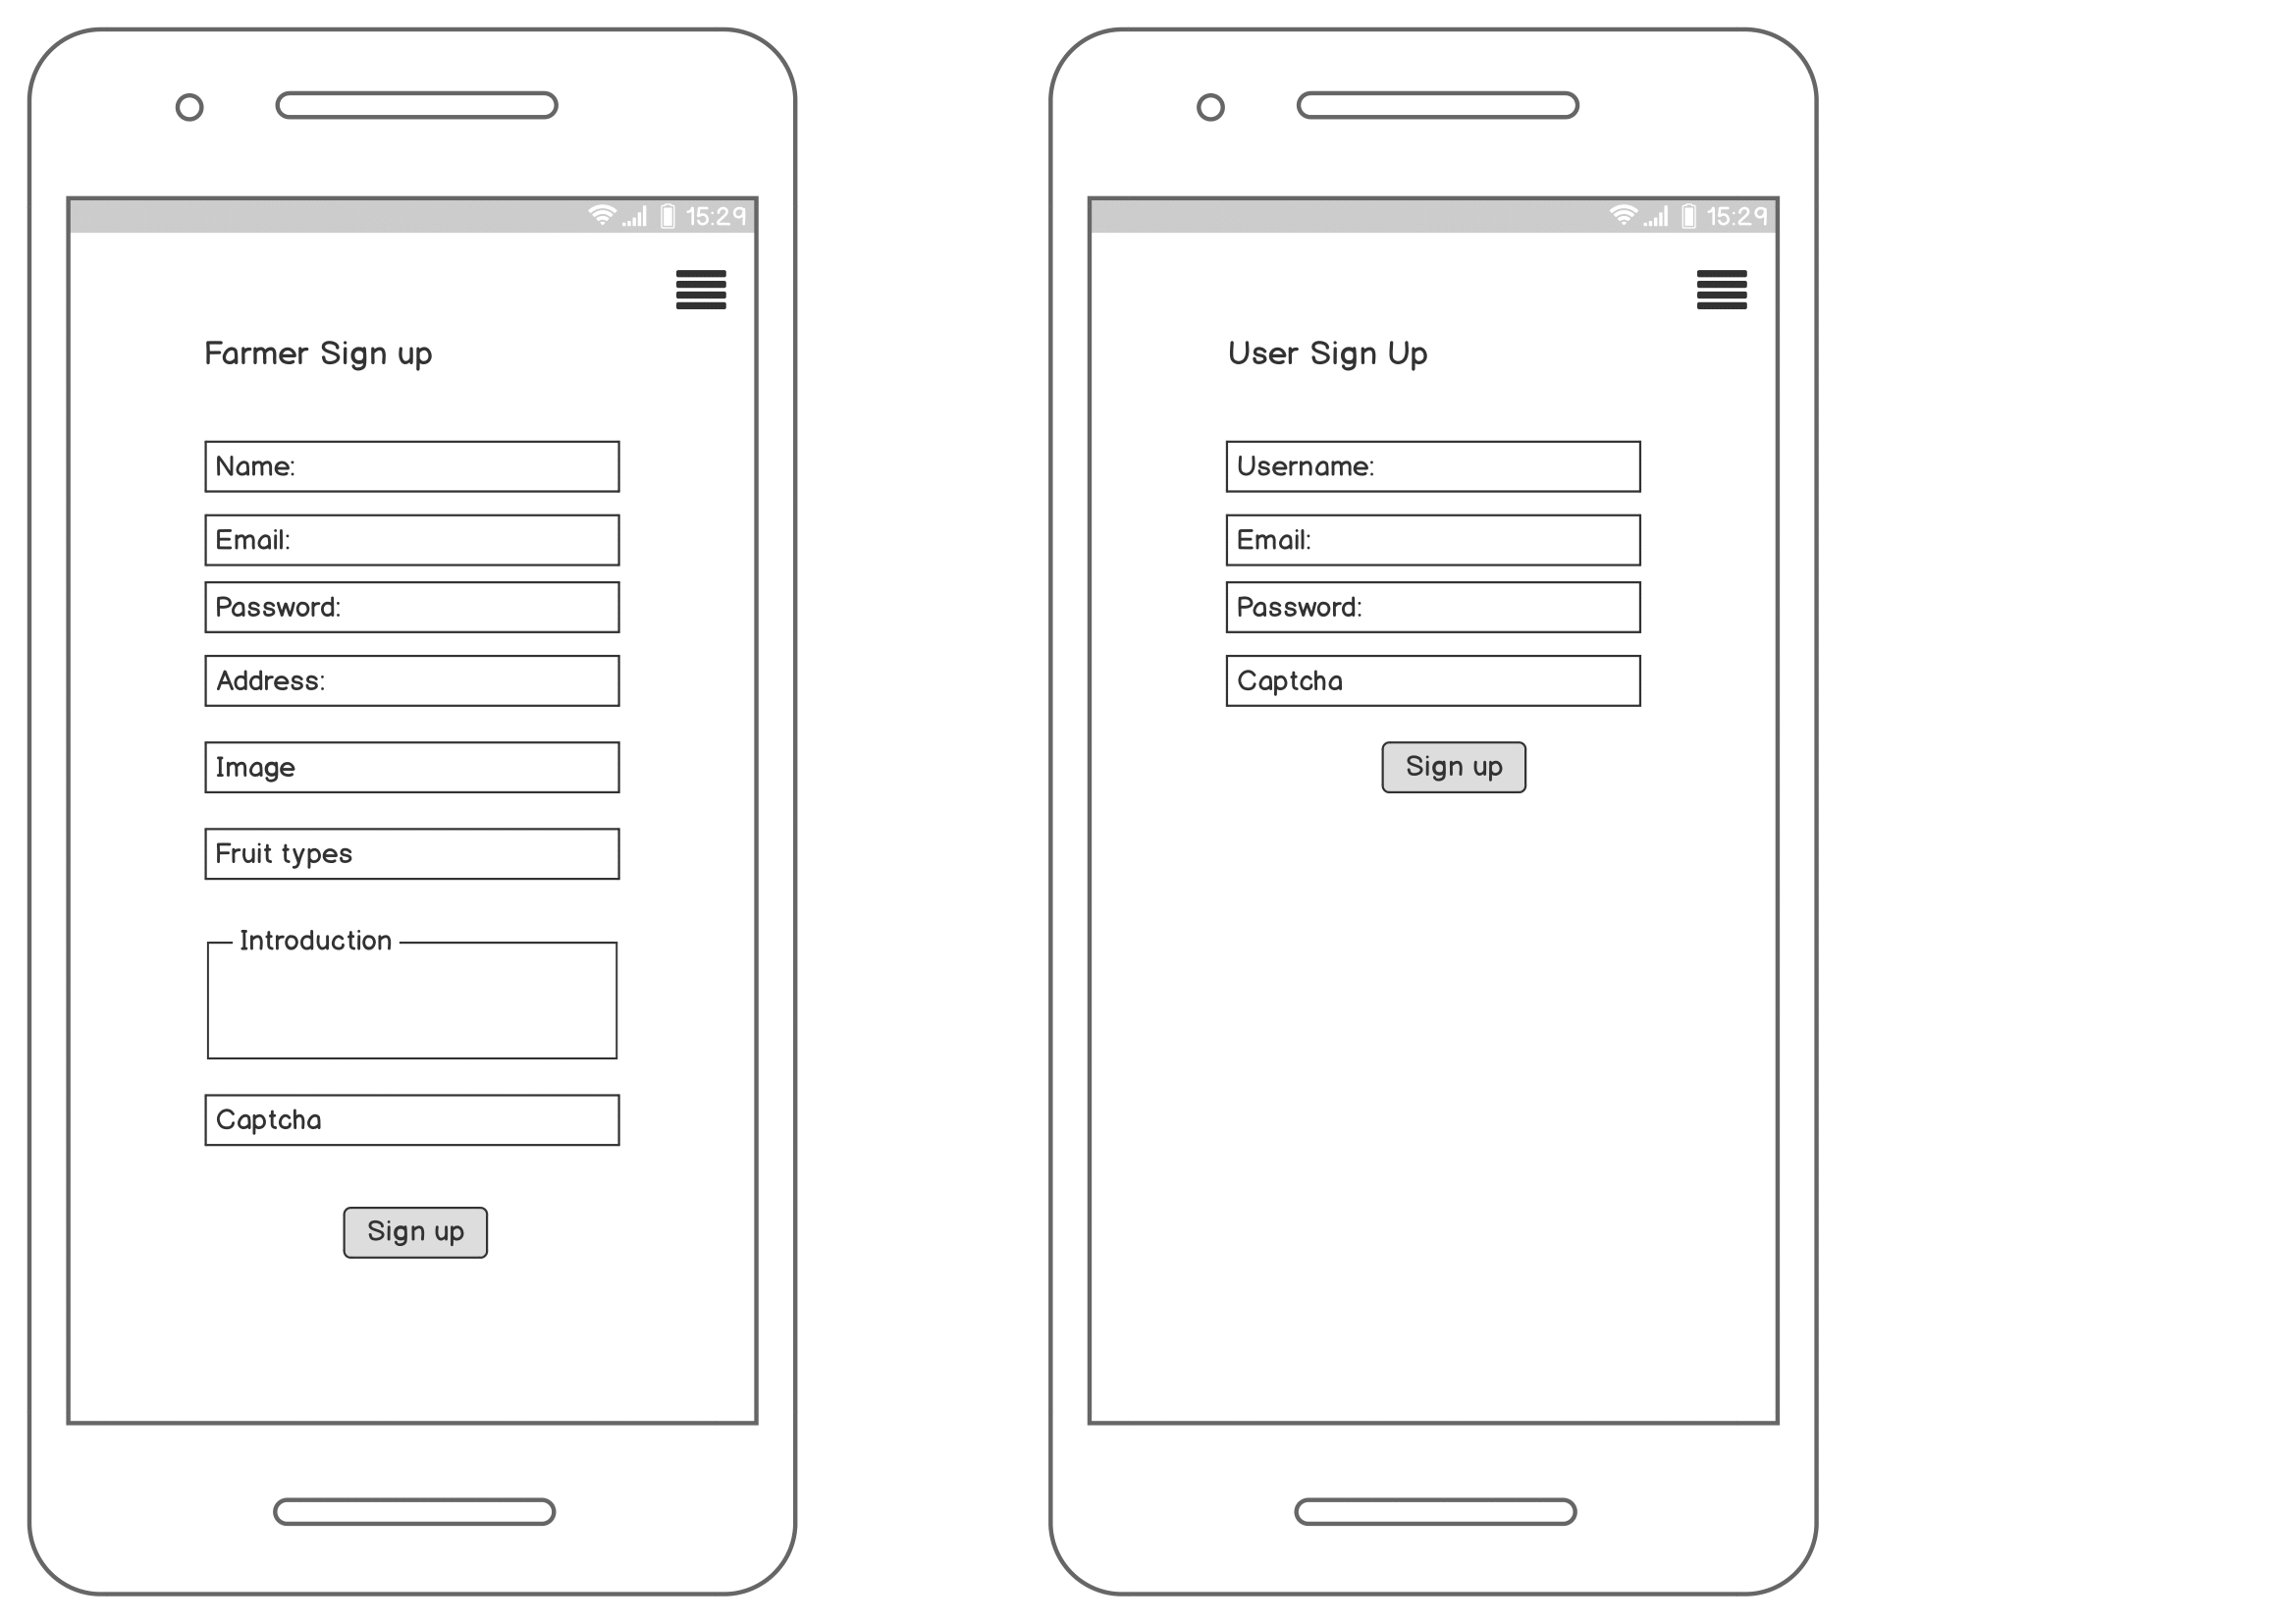 15:29
Farmer Sign up
Name:
Email:
Password:
Address:
Image
Fruit types
Introduction
Captcha
Sign up
15:29
User Sign Up
Username:
Email:
Password:
Captcha
Sign up